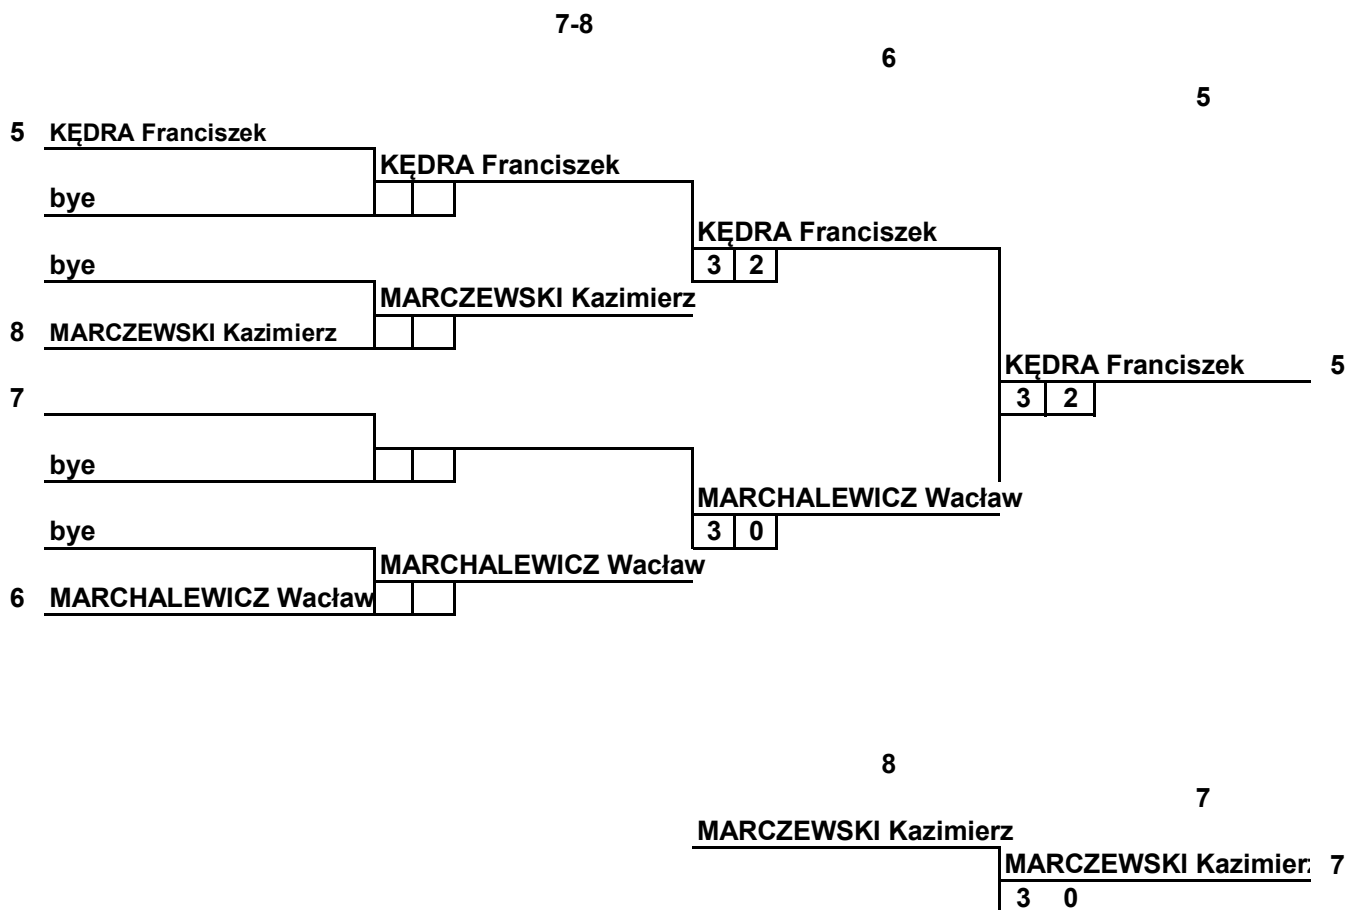 7-8
6
5
5 KĘDRA Franciszek
KĘDRA Franciszek
bye
KĘDRA Franciszek
bye
3 2
MARCZEWSKI Kazimierz
8 MARCZEWSKI Kazimierz
KĘDRA Franciszek 5
7
3 2
bye
MARCHALEWICZ Wacław
bye
3 0
MARCHALEWICZ Wacław
6 MARCHALEWICZ Wacław
8
7
MARCZEWSKI Kazimierz
MARCZEWSKI Kazimierz 7
3 0